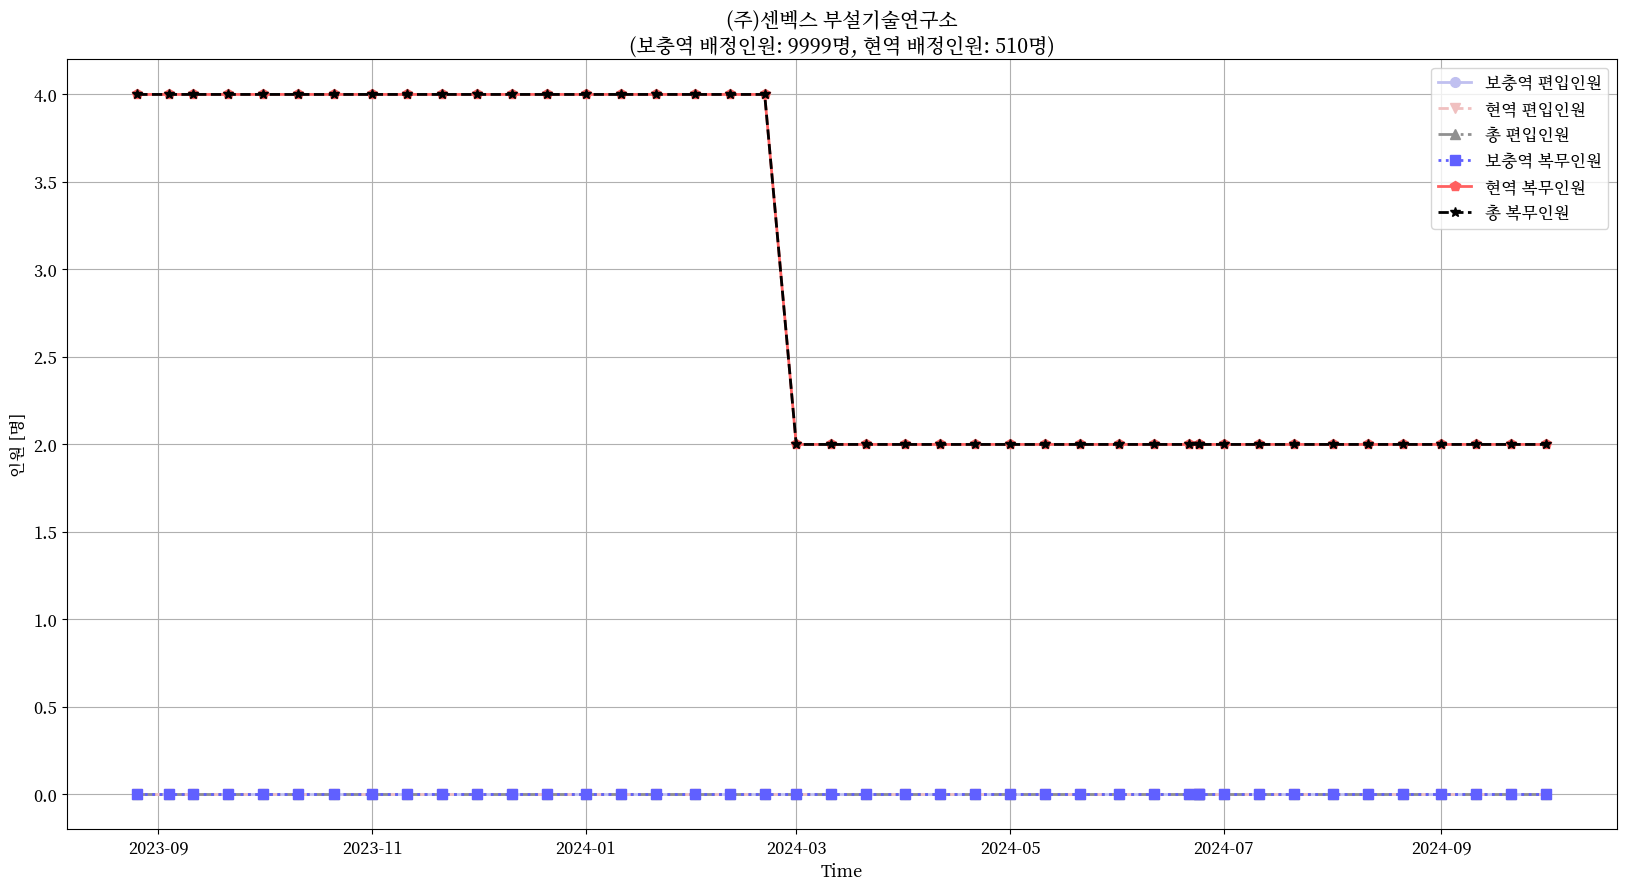 (주)센벡스 부설기술연구소
(보충역 배정인원: 9999명, 현역 배정인원: 510명)
보충역 편입인원
현역 편입인원
총 편입인원
보충역 복무인원
현역 복무인원
총 복무인원
인원 [명]
4.0
3.5
3.0
2.5
2.0
1.5
1.0
0.5
0.0
2023-09
2023-11
2024-01
2024-03
2024-05
2024-07
2024-09
Time